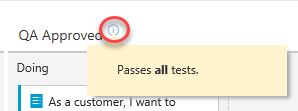 QA Approved
Passes all tests.
Doing
As a customer, I want to